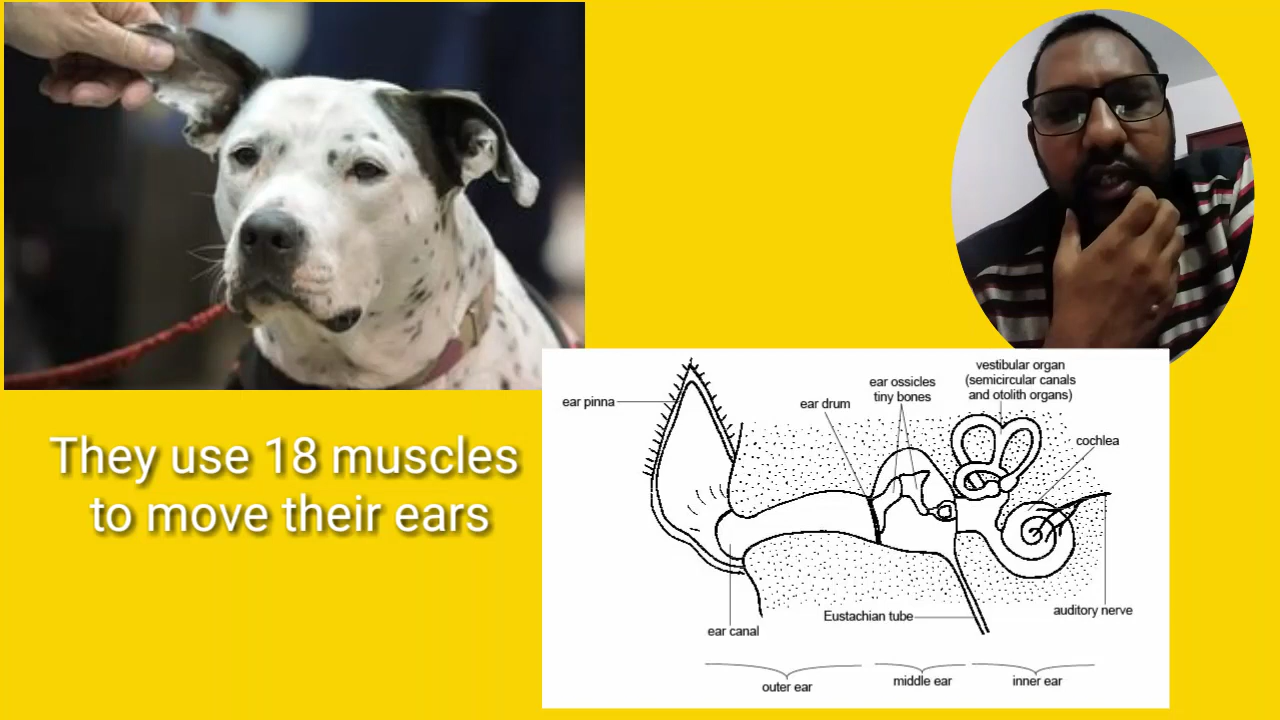 They use 18 muscles
to move their ears
vestibular organ
(semicircular canals
and otolith organs)
ear ossicles
tiny bones
ear pinna
ear drum
cochlea
auditory nerve
Eustachian tube
ear canal
outer ear
middle ear
inner ear